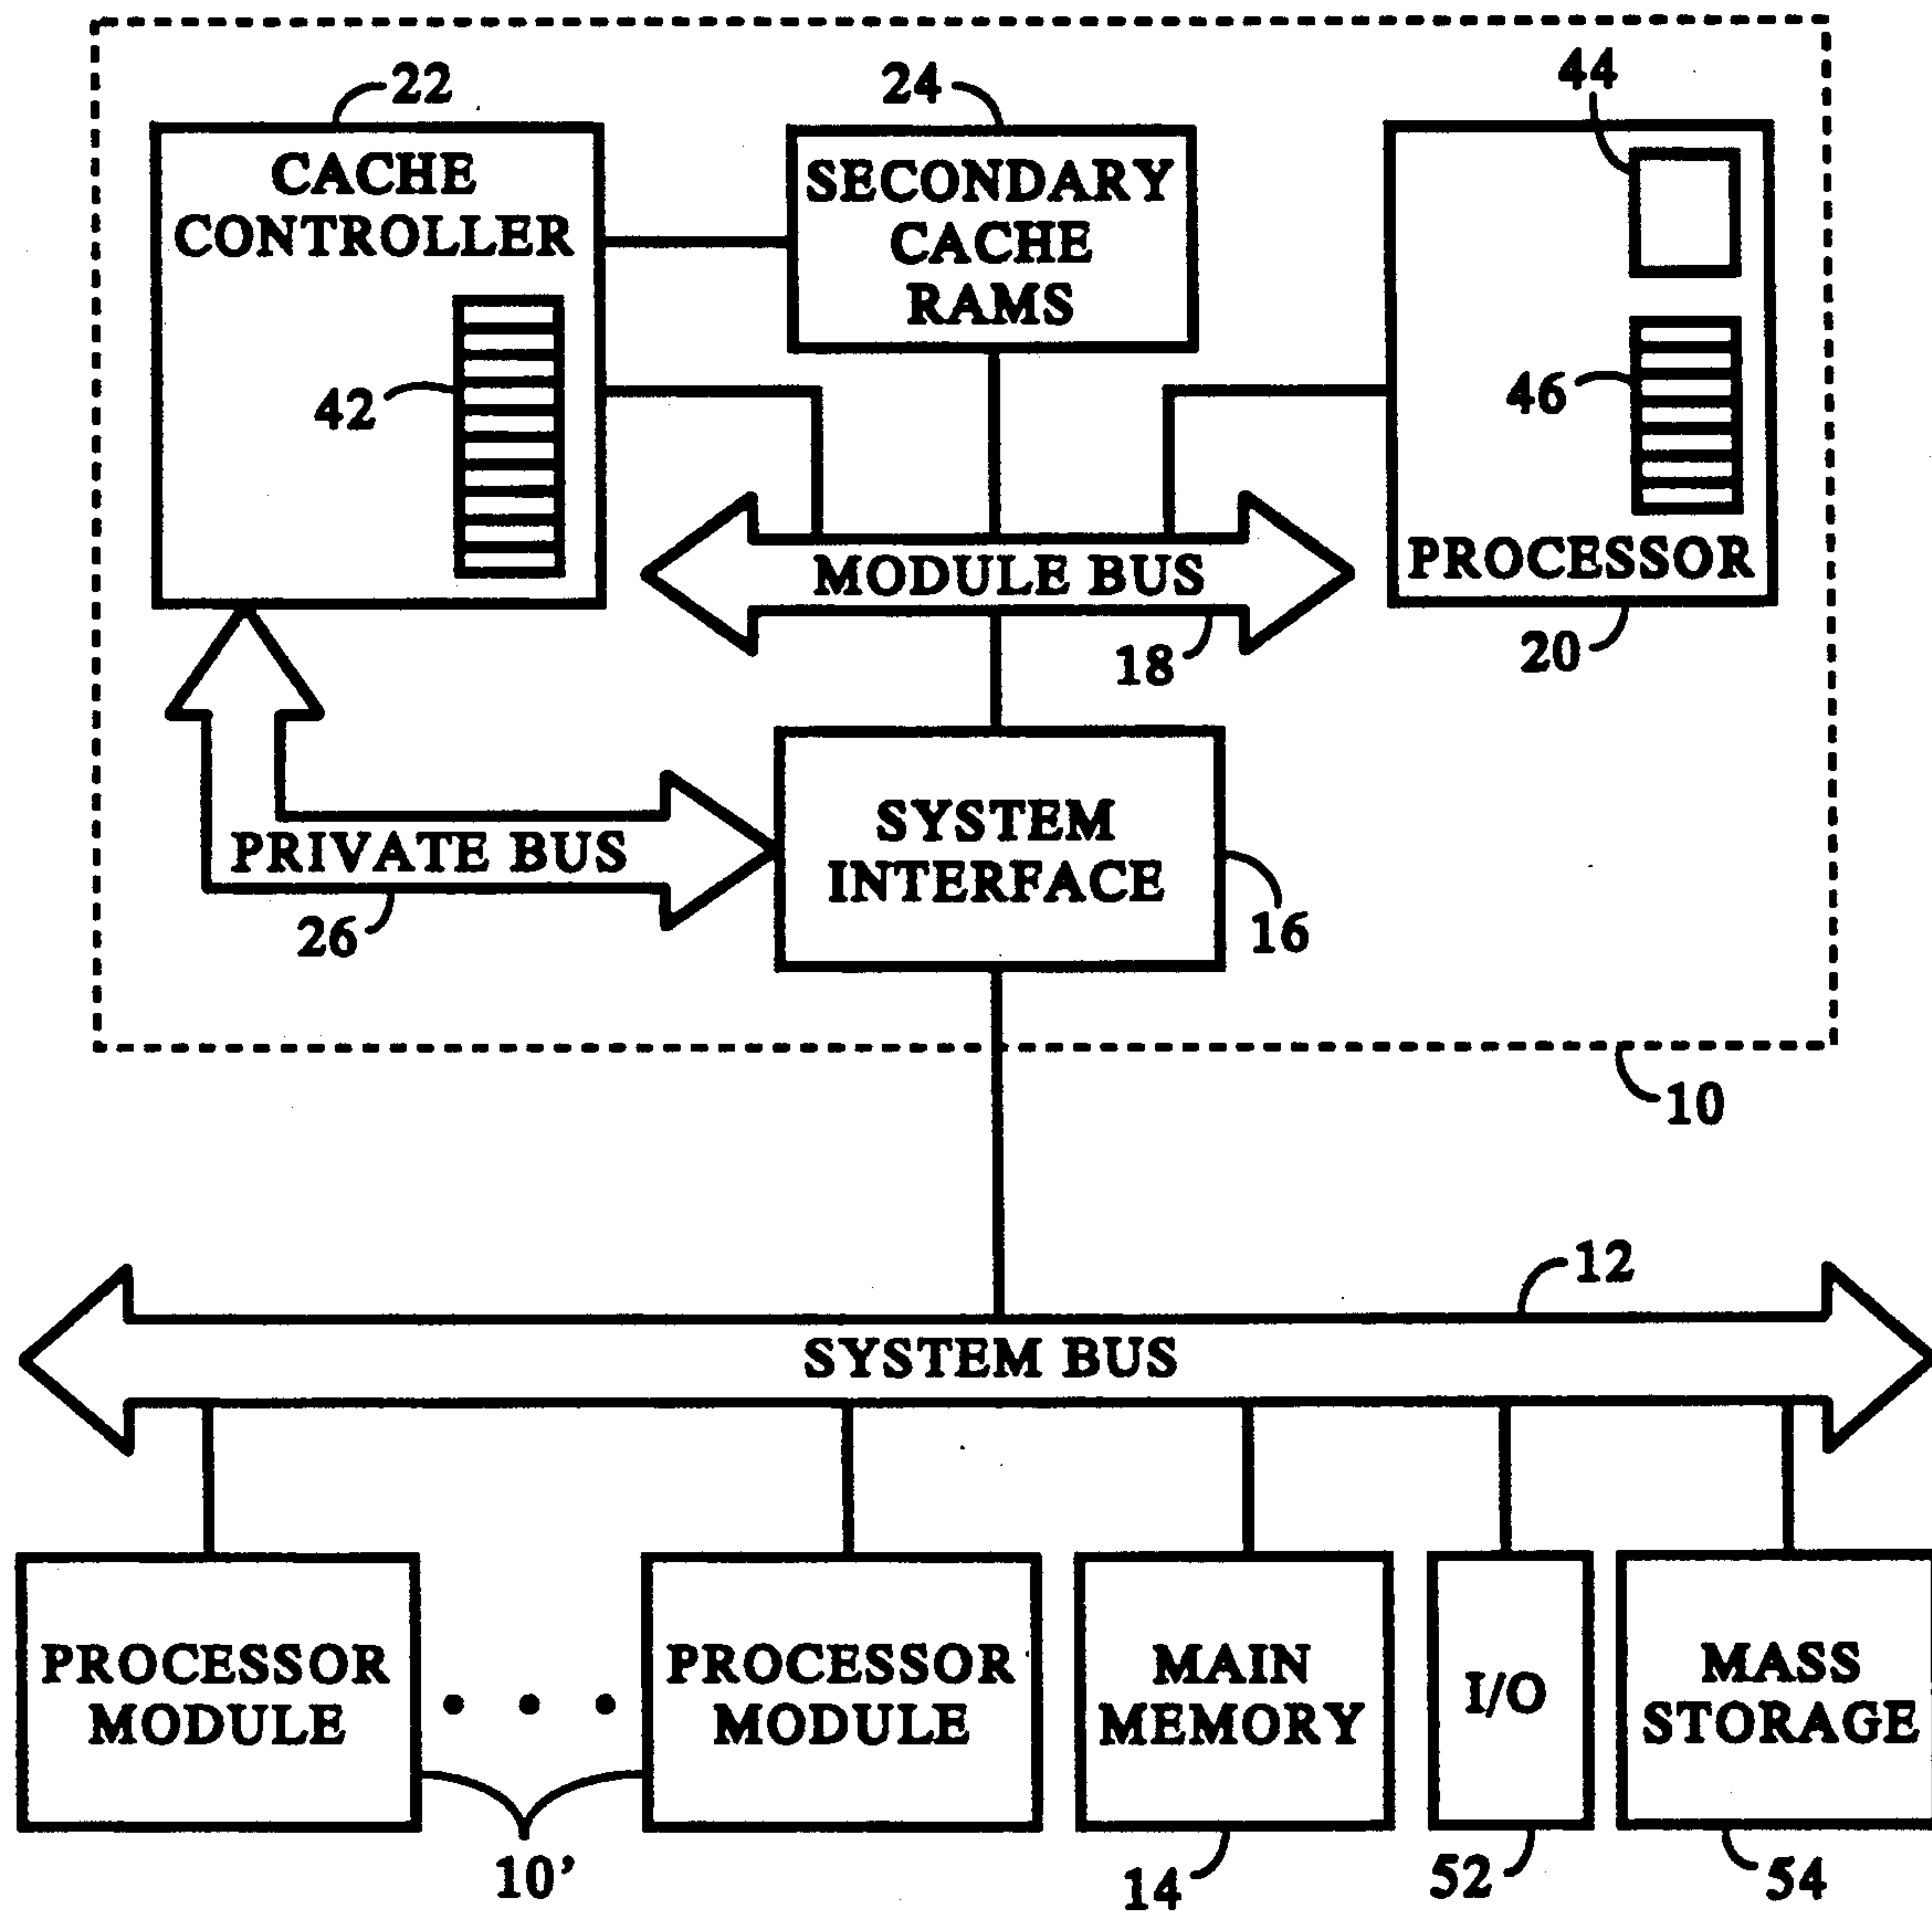 22
24
44
CACHE
CONTROLLER
SECONDARY
CACHE
RAMS
42
46
MODULE BUS
PROCESSOR
18
20
SYSTEM
INTERFACE
PRIVATE BUS
26
16
10
12
SYSTEM BUS
PROCESSOR
MODULE
PROCESSOR
MODULE
MAIN
MEMORY
I/O
MASS
STORAGE
10'
14
52
54